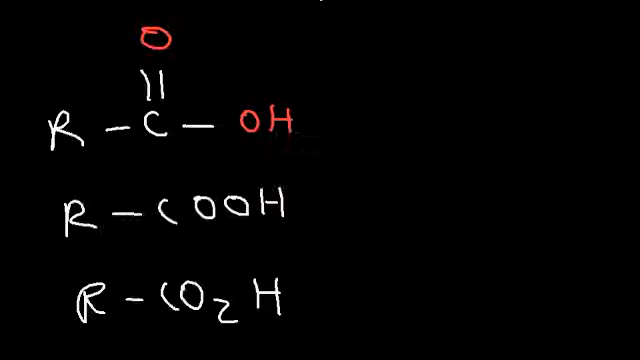 O
||
R - C - OH
R - COOH
R - CO₂H